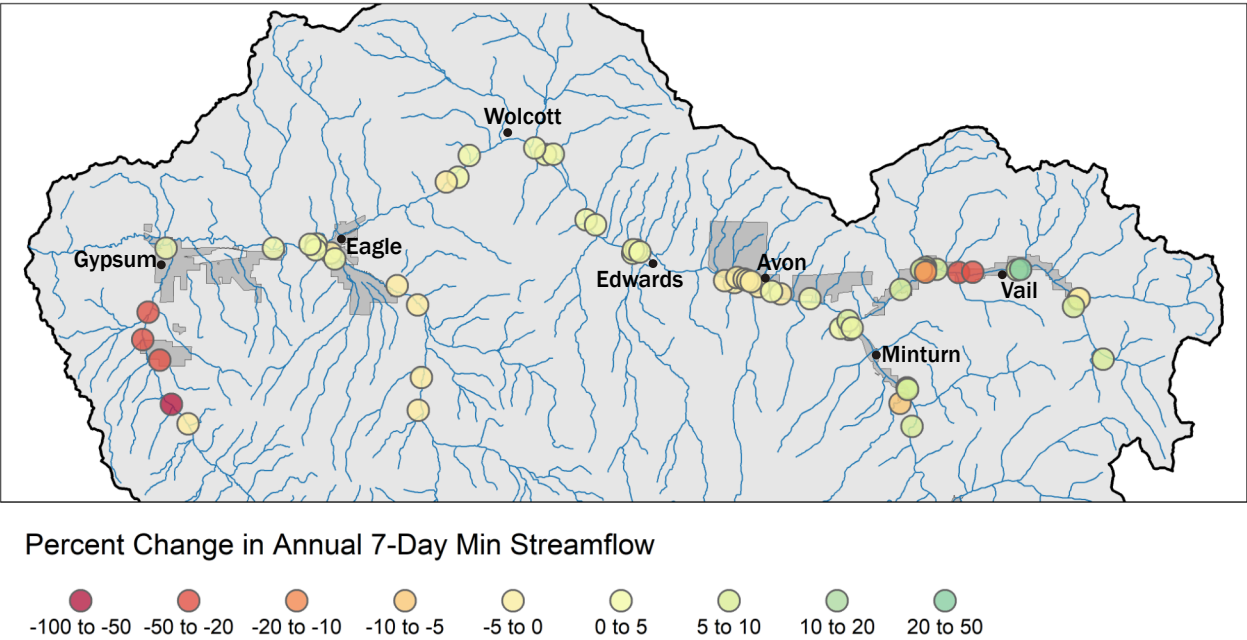 Wolcott
Eagle
Gypsum
Avon
Edwards
Vail
Minturn
Percent Change in Annual 7-Day Min Streamflow
-100 to -50 -50 to -20 -20 to -10 -10 to -5 -5 to 0 0 to 5 5 to 10 10 to 20 20 to 50